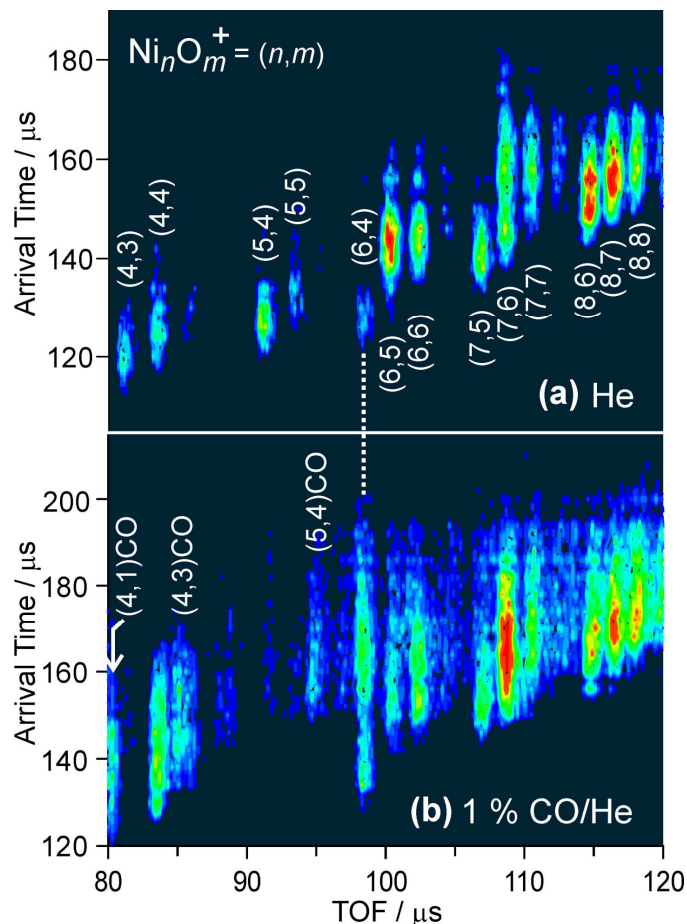 Ni_nO_m^+ = (n,m)
180
160
140
120
Arrival Time / μs
(4,3)
(4,4)
(5,4)
(5,5)
(6,4)
(6,5)
(6,6)
(7,5)
(7,6)
(7,7)
(8,6)
(8,7)
(8,8)
(a) He
200
180
160
140
120
Arrival Time / μs
(4,1)CO
(4,3)CO
(5,4)CO
(b) 1 % CO/He
80 90 100 110 120
TOF / μs